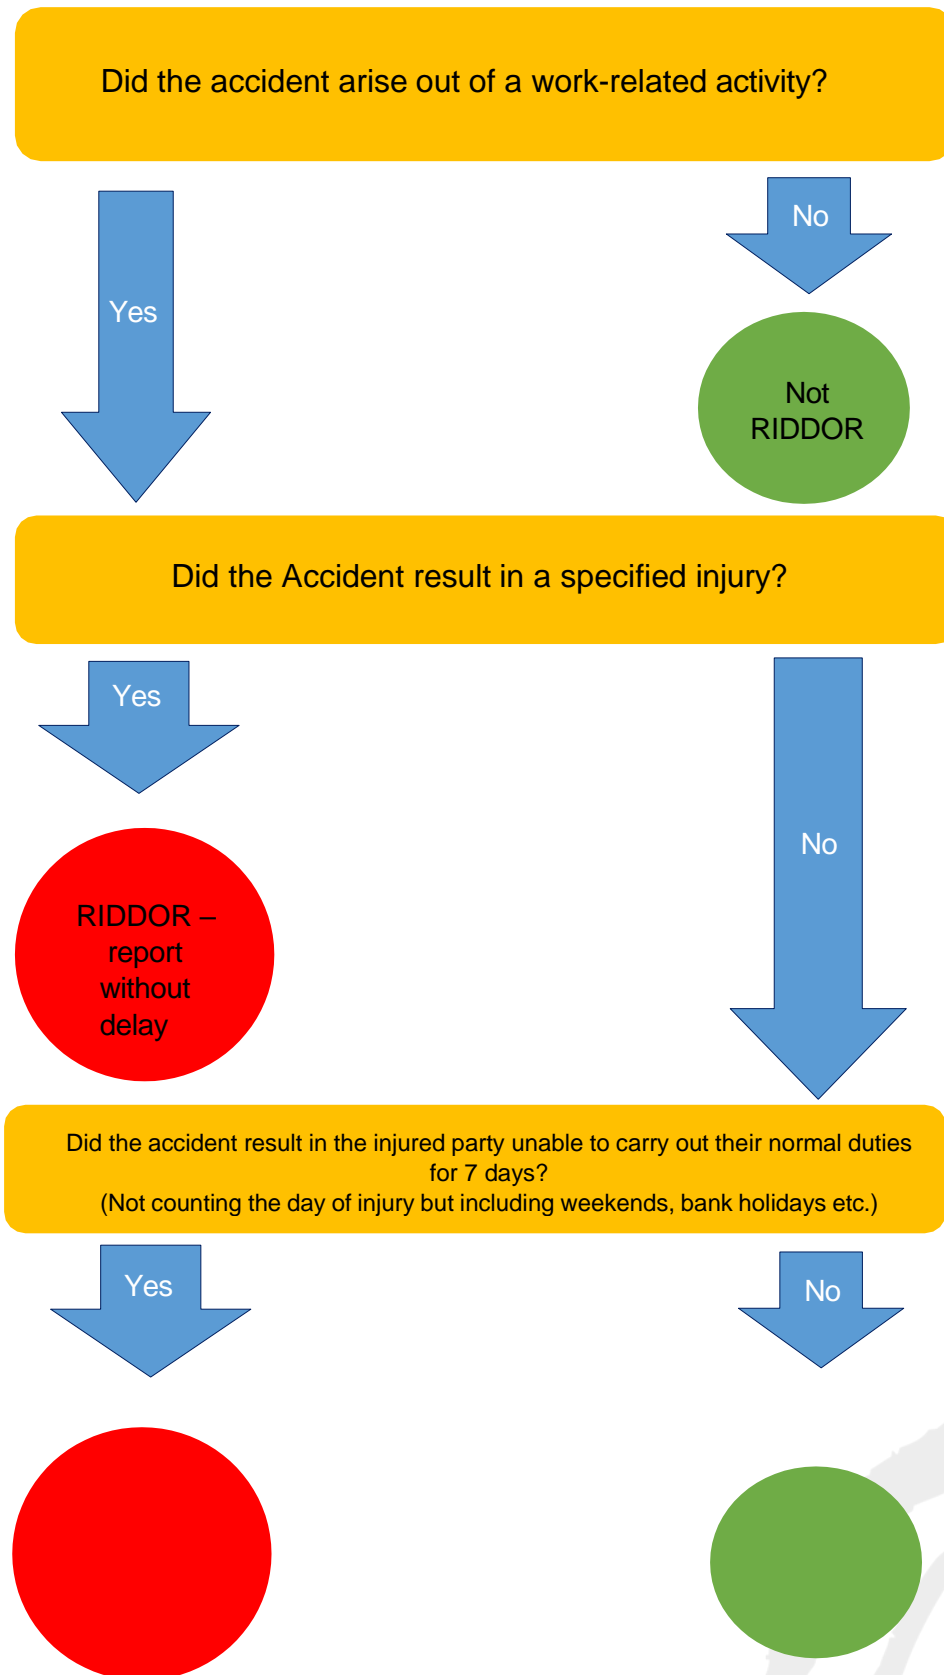 Did the accident arise out of a work-related activity?
No
Yes
Not
RIDDOR
Did the Accident result in a specified injury?
Yes
No
RIDDOR –
report
without
delay
Did the accident result in the injured party unable to carry out their normal duties
for 7 days?
(Not counting the day of injury but including weekends, bank holidays etc.)
Yes
No